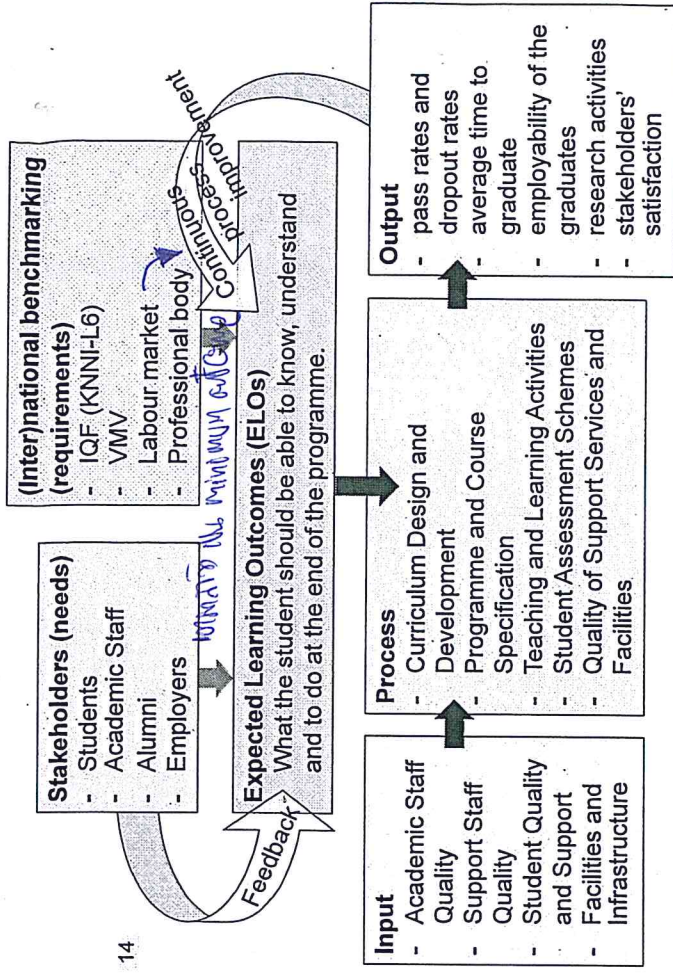 14
Stakeholders (needs)
- Students
- Academic Staff
- Alumni
- Employers
(Inter)national benchmarking
(requirements)
- IQF (KNNI-L6)
- VMV
- Labour market
- Professional body
minimum outcome
Feedback
Continuous
process
improvement
Expected Learning Outcomes (ELOs)
What the student should be able to know, understand
and to do at the end of the programme.
Input
- Academic Staff
Quality
- Support Staff
Quality
- Student Quality
and Support
- Facilities and
Infrastructure
Process
- Curriculum Design and
Development
- Programme and Course
Specification
- Teaching and Learning Activities
- Student Assessment Schemes
- Quality of Support Services and
Facilities
Output
- pass rates and
dropout rates
- average time to
graduate
- employability of the
graduates
- research activities
- stakeholders'
satisfaction